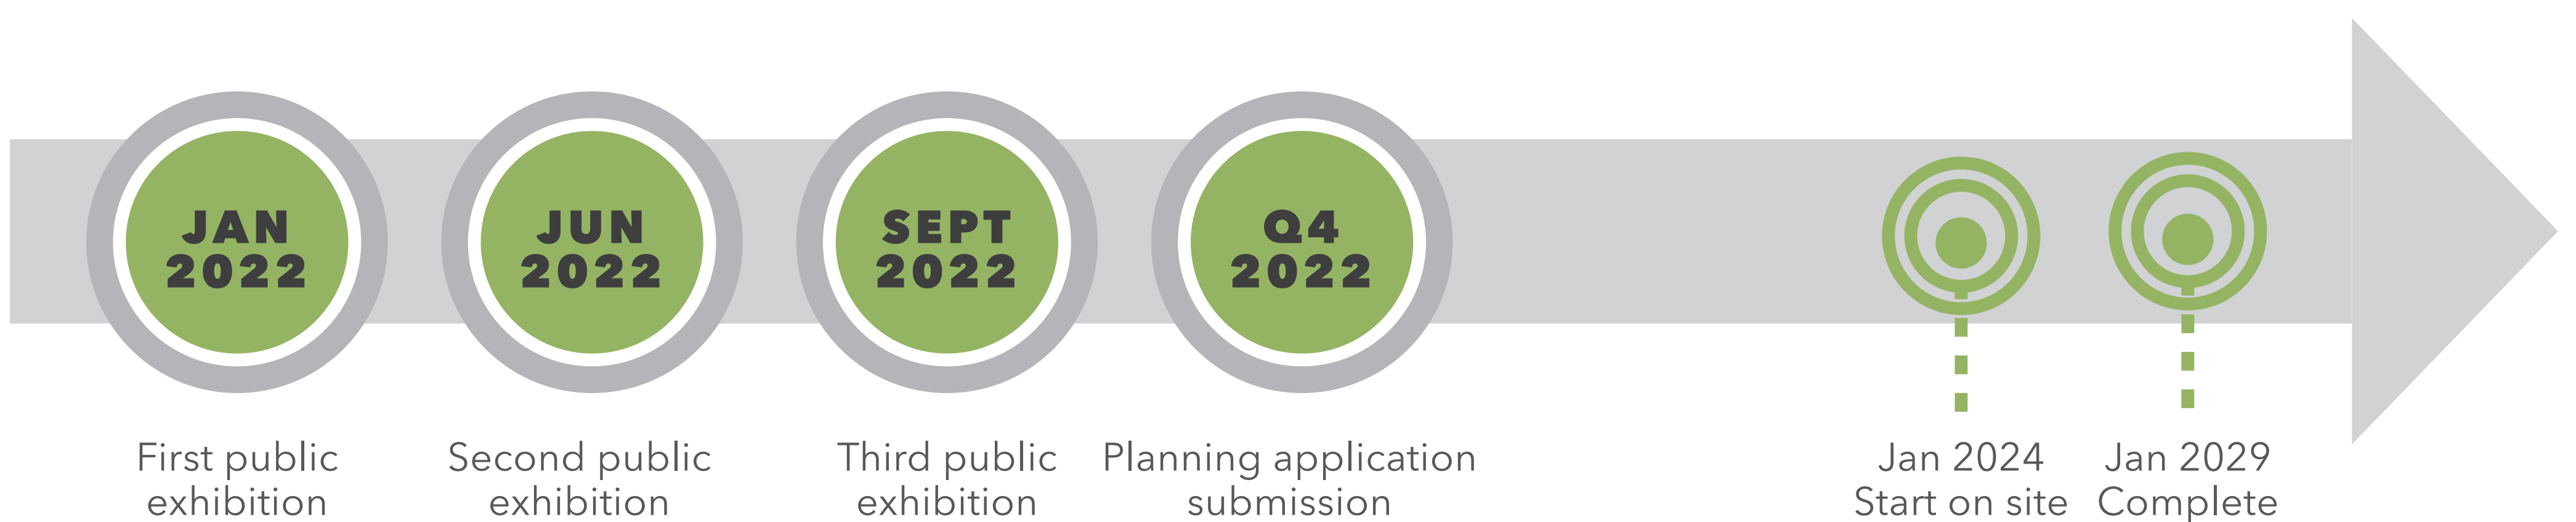 JAN
2022
JUN
2022
SEPT
2022
Q4
2022
First public
exhibition
Second public
exhibition
Third public
exhibition
Planning application
submission
Jan 2024
Start on site
Jan 2029
Complete